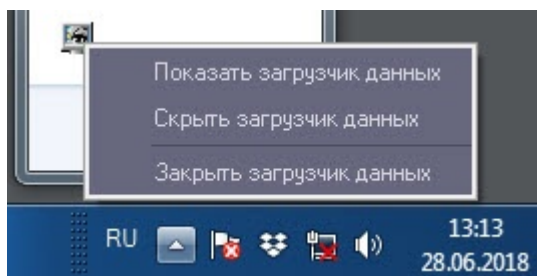 Показать загрузчик данных
Скрыть загрузчик данных
Закрыть загрузчик данных
RU
13:13
28.06.2018